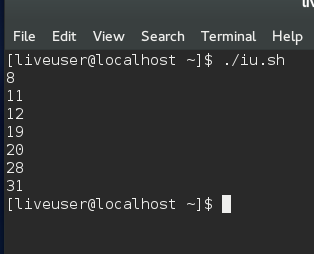 liv
File Edit View Search Terminal Help
[liveuser@localhost ~]$ ./iu.sh
8
11
12
19
20
28
31
[liveuser@localhost ~]$